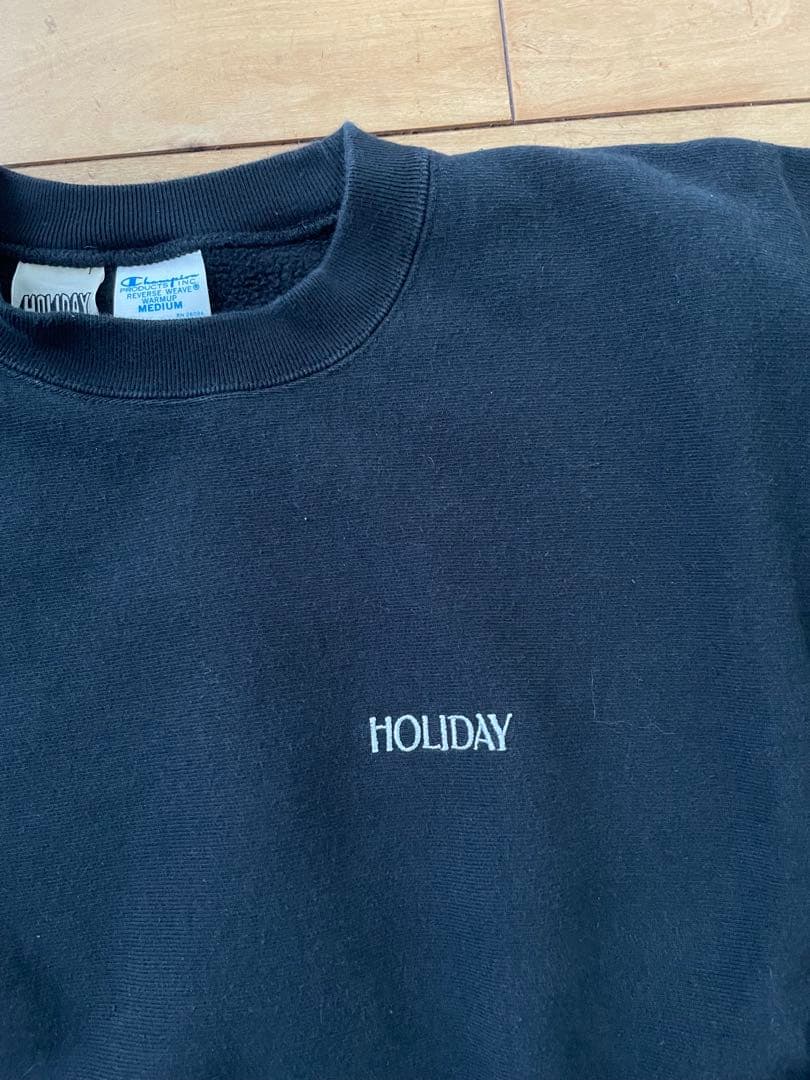 HOLIDAY
Champion
PRODUCTS INC
REVERSE WEAVE®
WARMUP
MEDIUM
HOLIDAY